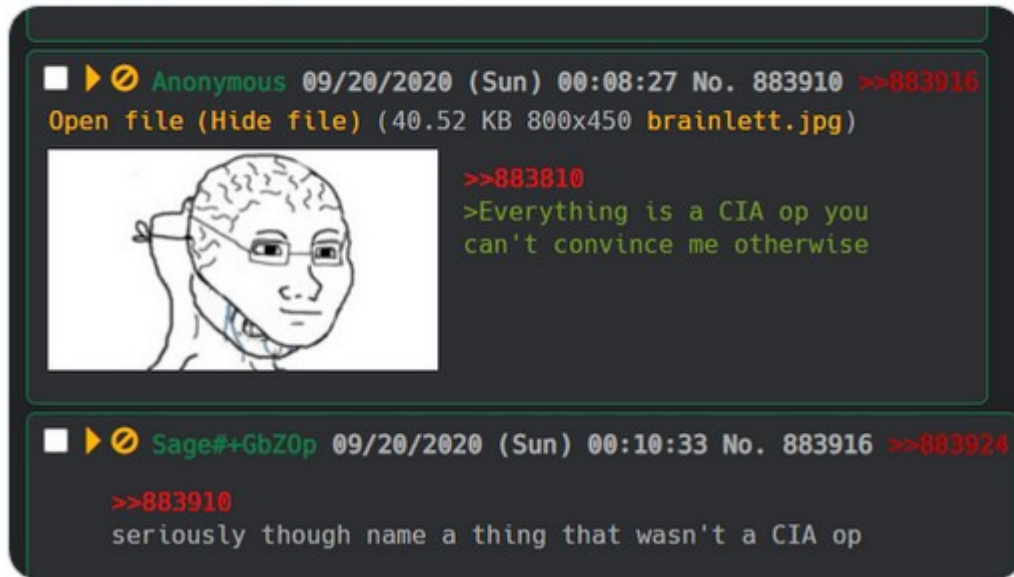 Anonymous 09/20/2020 (Sun) 00:08:27 No. 883910 >>883916
Open file (Hide file) (40.52 KB 800x450 brainlett.jpg)
>>883810
>Everything is a CIA op you
can't convince me otherwise
Sage#+GbZOp 09/20/2020 (Sun) 00:10:33 No. 883916 >>883924
>>883910
seriously though name a thing that wasn't a CIA op